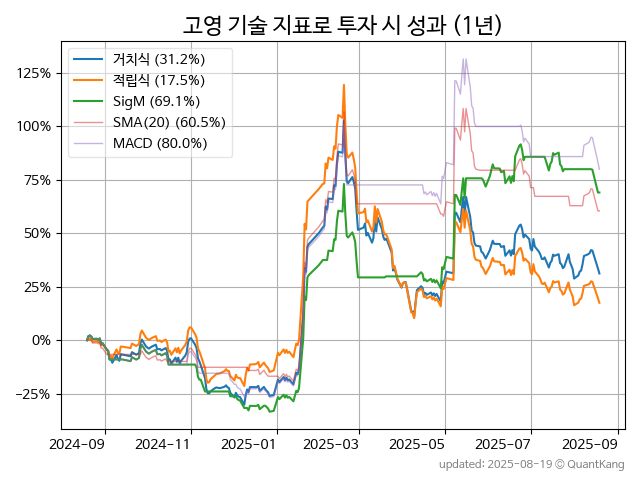 고영 기술 지표로 투자 시 성과 (1년)
거치식 (31.2%)
적립식 (17.5%)
SigM (69.1%)
SMA(20) (60.5%)
MACD (80.0%)
125%
100%
75%
50%
25%
0%
−25%
2024-09 2024-11 2025-01 2025-03 2025-05 2025-07 2025-09
updated: 2025-08-19 ⓒ QuantKang